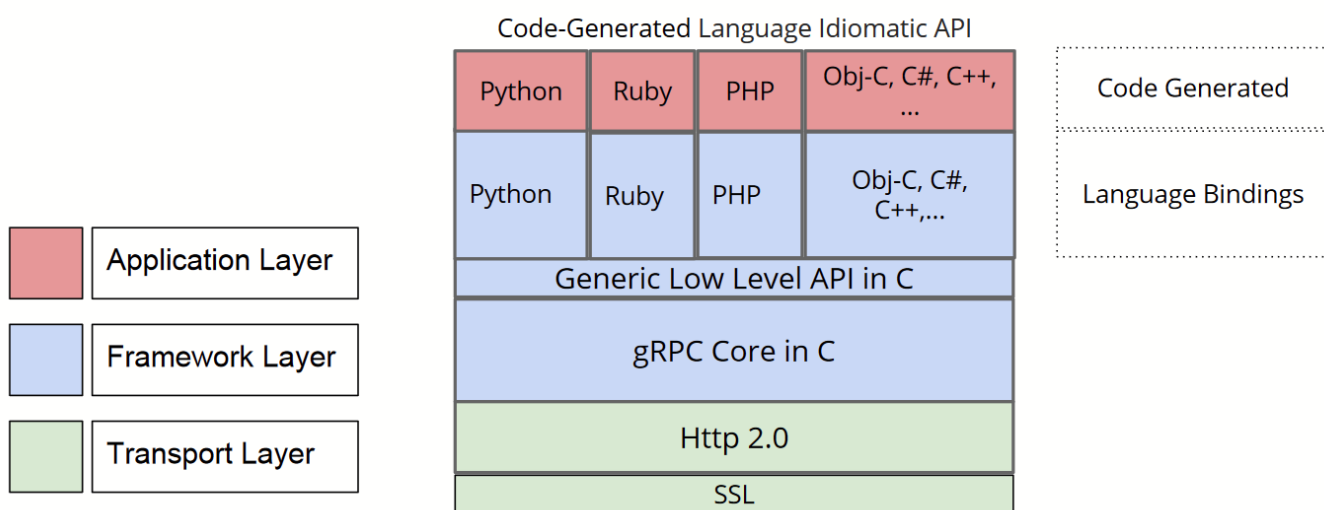 Code-Generated Language Idiomatic API
Python
Ruby
PHP
Obj-C, C#, C++,
...
Code Generated
Python
Ruby
PHP
Obj-C, C#,
C++,...
Language Bindings
Application Layer
Generic Low Level API in C
Framework Layer
gRPC Core in C
Transport Layer
Http 2.0
SSL